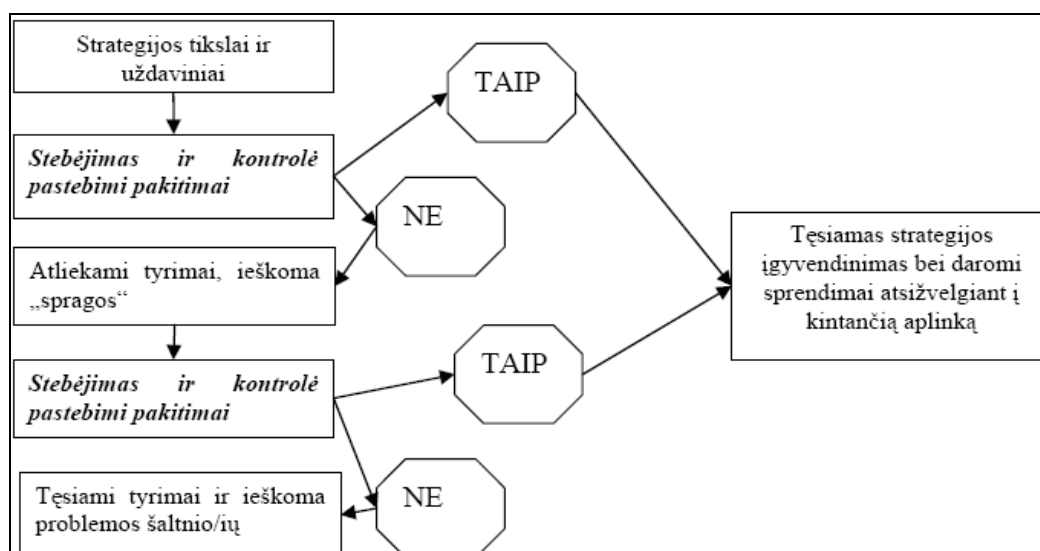 Strategijos tikslai ir
uždaviniai
TAIP
Stebėjimas ir kontrolė
pastebimi pakitimai
NE
Atliekami tyrimai, ieškoma
„spragos“
Tęsiamas strategijos
įgyvendinimas bei daromi
sprendimai atsižvelgiant į
kintančią aplinką
TAIP
Stebėjimas ir kontrolė
pastebimi pakitimai
NE
Tęsiami tyrimai ir ieškoma
problemos šaltnio/ių